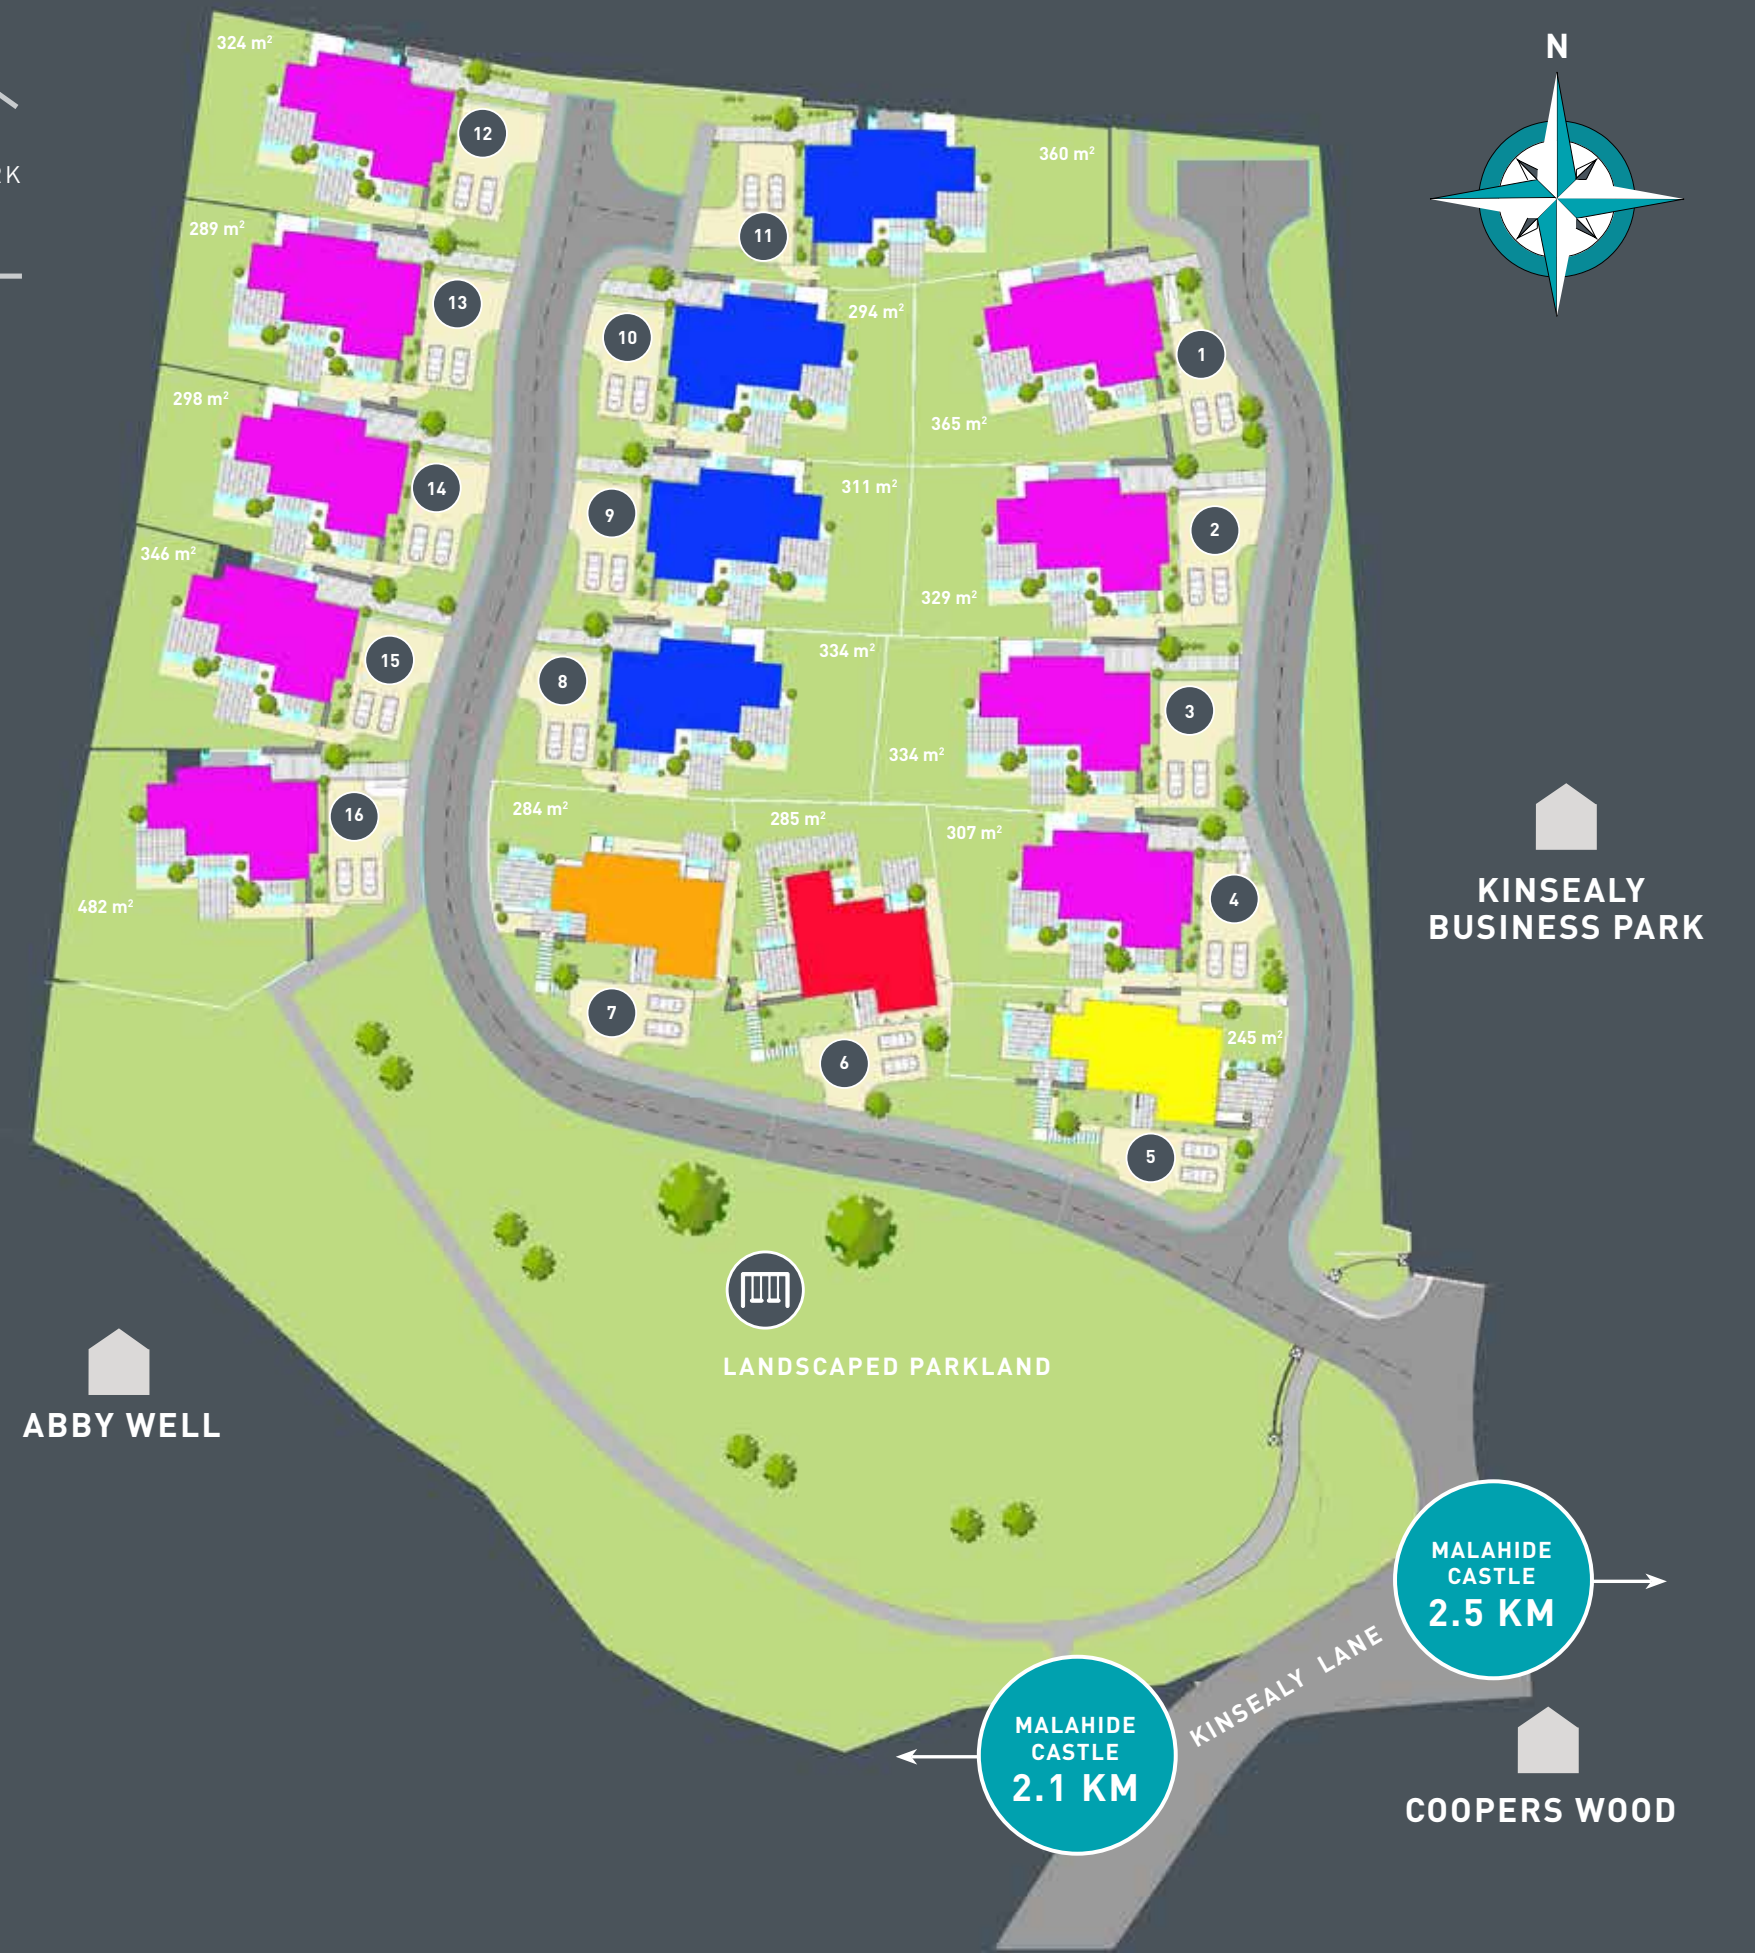 N
324 m²
12
360 m²
RK
11
289 m²
13
294 m²
10
1
298 m²
365 m²
14
311 m²
9
2
346 m²
329 m²
15
334 m²
8
3
334 m²
16
284 m²
285 m²
307 m²
482 m²
4
KINSEALY
BUSINESS PARK
7
6
245 m²
5
LANDSCAPED PARKLAND
ABBY WELL
MALAHIDE
CASTLE
2.5 KM
KINSEALY LANE
MALAHIDE
CASTLE
2.1 KM
COOPERS WOOD